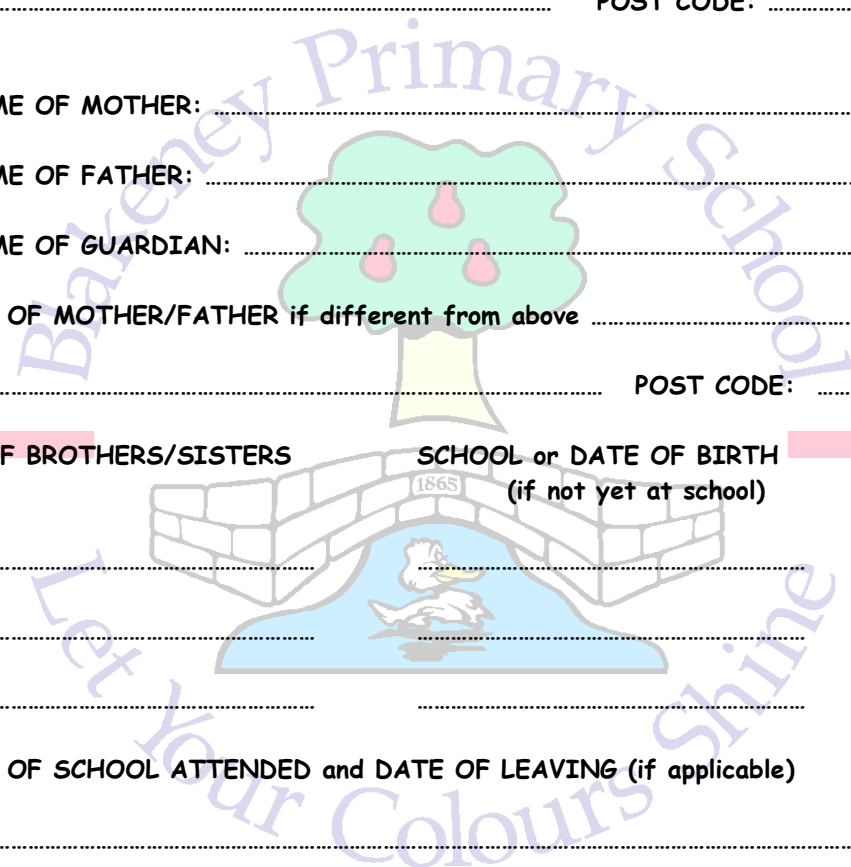 POST CODE: ……………
ME OF MOTHER: ……………………………………………………………………
ME OF FATHER: ……………………………………………………………………
ME OF GUARDIAN: ……………………………………………………………………
OF MOTHER/FATHER if different from above ……………………………………
…………………………………………………………………… POST CODE: ……
F BROTHERS/SISTERS SCHOOL or DATE OF BIRTH
(if not yet at school)
…………………………………… ……………………………………………
…………………………………… ……………………………………………
…………………………………… ……………………………………………
OF SCHOOL ATTENDED and DATE OF LEAVING (if applicable)
……………………………………………………………………………………
Blakeney Primary School
1865
Let Your Colours Shine